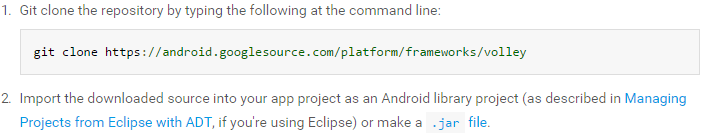 1. Git clone the repository by typing the following at the command line:
git clone https://android.googlesource.com/platform/frameworks/volley
2. Import the downloaded source into your app project as an Android library project (as described in Managing
Projects from Eclipse with ADT, if you're using Eclipse) or make a .jar file.